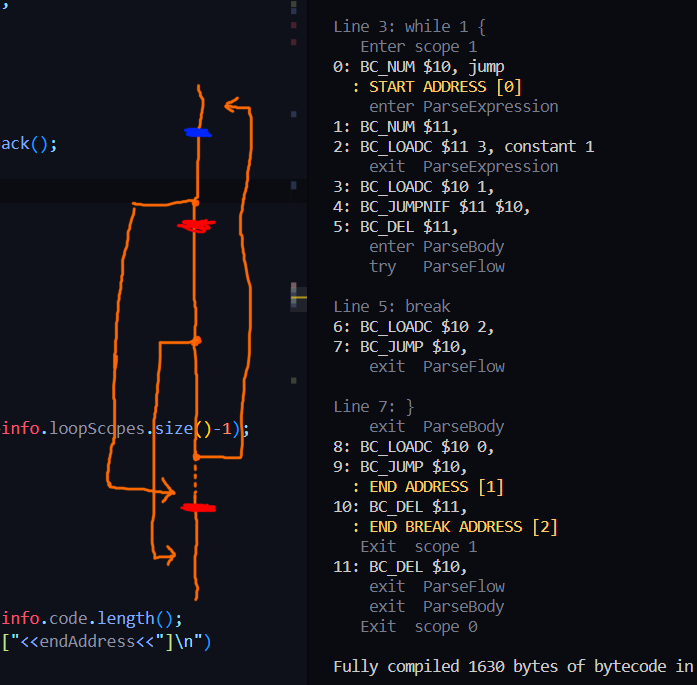 ,
ack();
info.loopScopes.size()-1);
info.code.length();
["<<endAddress<<"]\n")
Line 3: while 1 {
Enter scope 1
0: BC_NUM $10, jump
: START ADDRESS [0]
enter ParseExpression
1: BC_NUM $11,
2: BC_LOADC $11 3, constant 1
exit ParseExpression
3: BC_LOADC $10 1,
4: BC_JUMPNIF $11 $10,
5: BC_DEL $11,
enter ParseBody
try ParseFlow
Line 5: break
6: BC_LOADC $10 2,
7: BC_JUMP $10,
exit ParseFlow
Line 7: }
exit ParseBody
8: BC_LOADC $10 0,
9: BC_JUMP $10,
: END ADDRESS [1]
10: BC_DEL $11,
: END BREAK ADDRESS [2]
Exit scope 1
11: BC_DEL $10,
exit ParseFlow
exit ParseBody
Exit scope 0
Fully compiled 1630 bytes of bytecode in